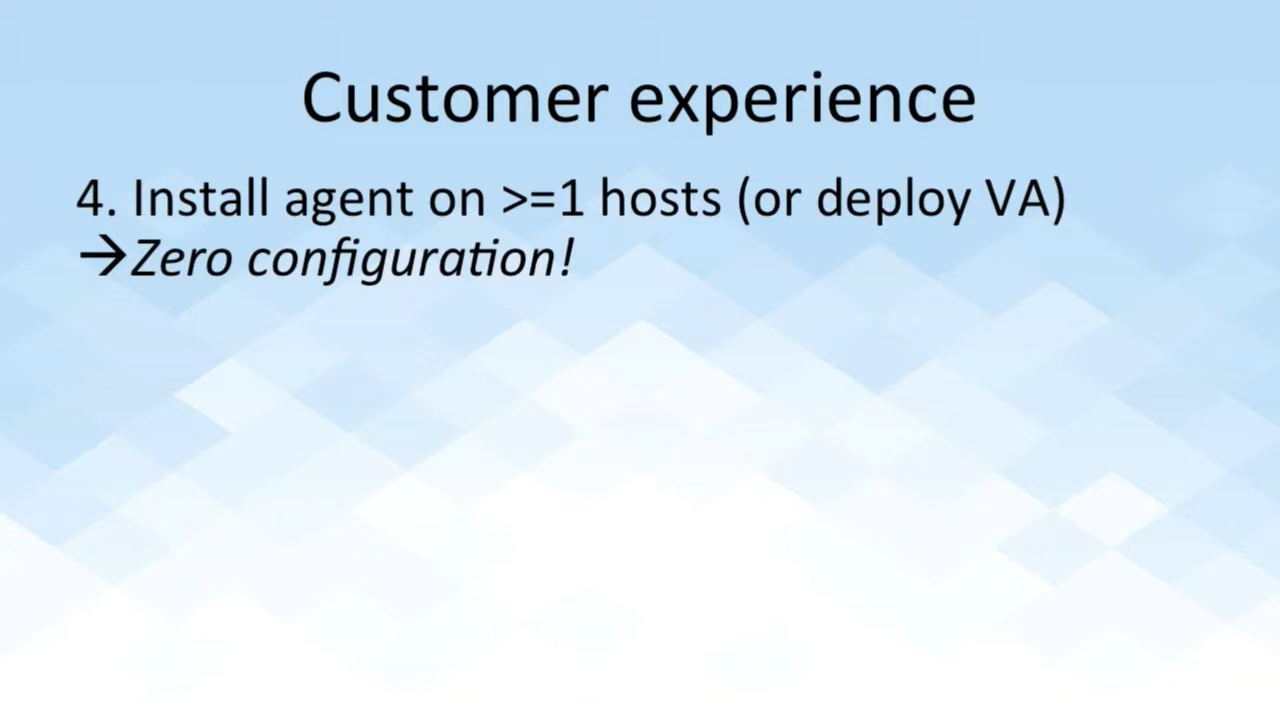 Customer experience
4. Install agent on >=1 hosts (or deploy VA)
→Zero configuration!